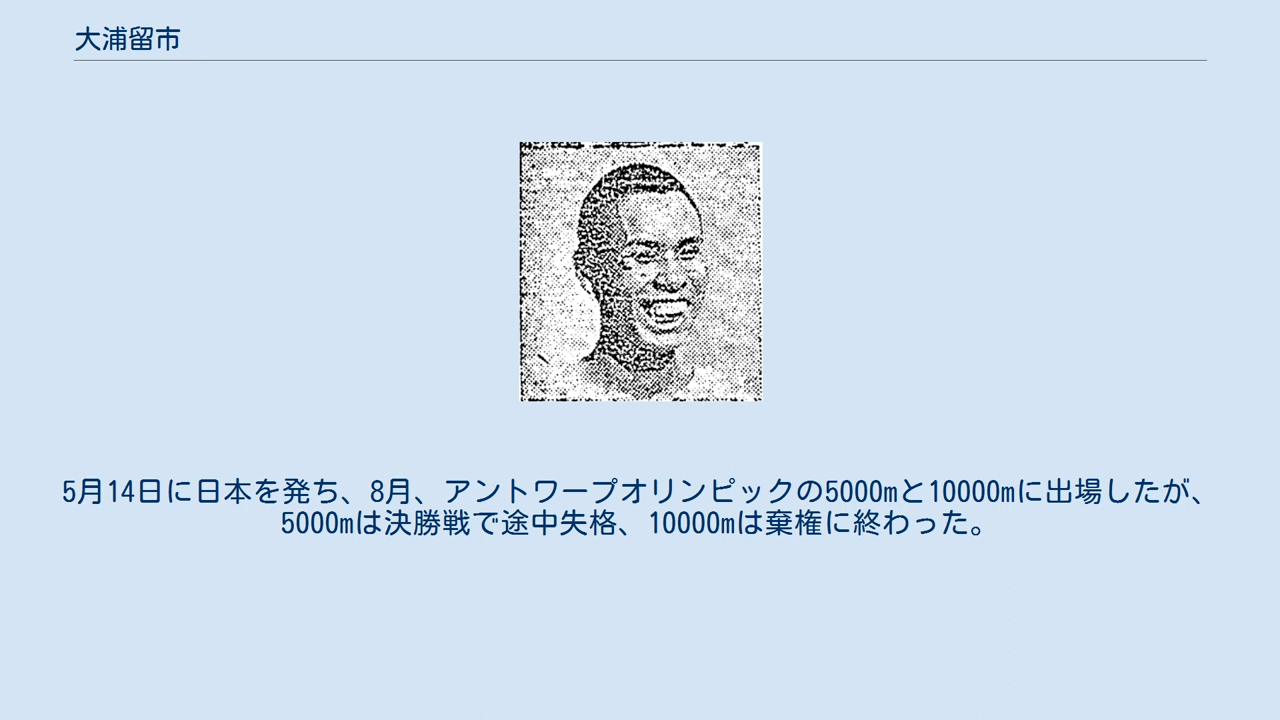 大浦留市
5月14日に日本を発ち、8月、アントワープオリンピックの5000mと10000mに出場したが、
5000mは決勝戦で途中失格、10000mは棄権に終わった。